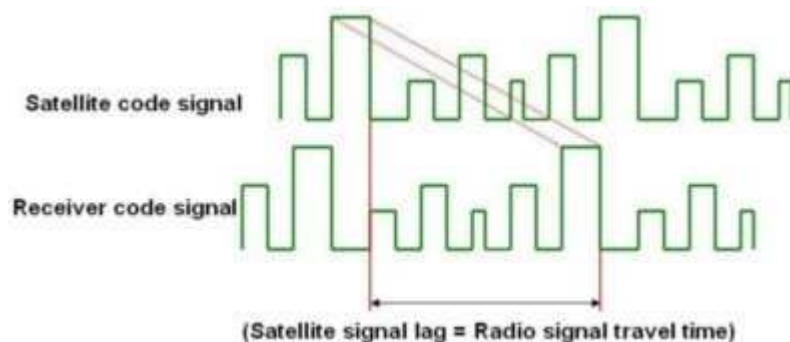 Satellite code signal
Receiver code signal
(Satellite signal lag = Radio signal travel time)